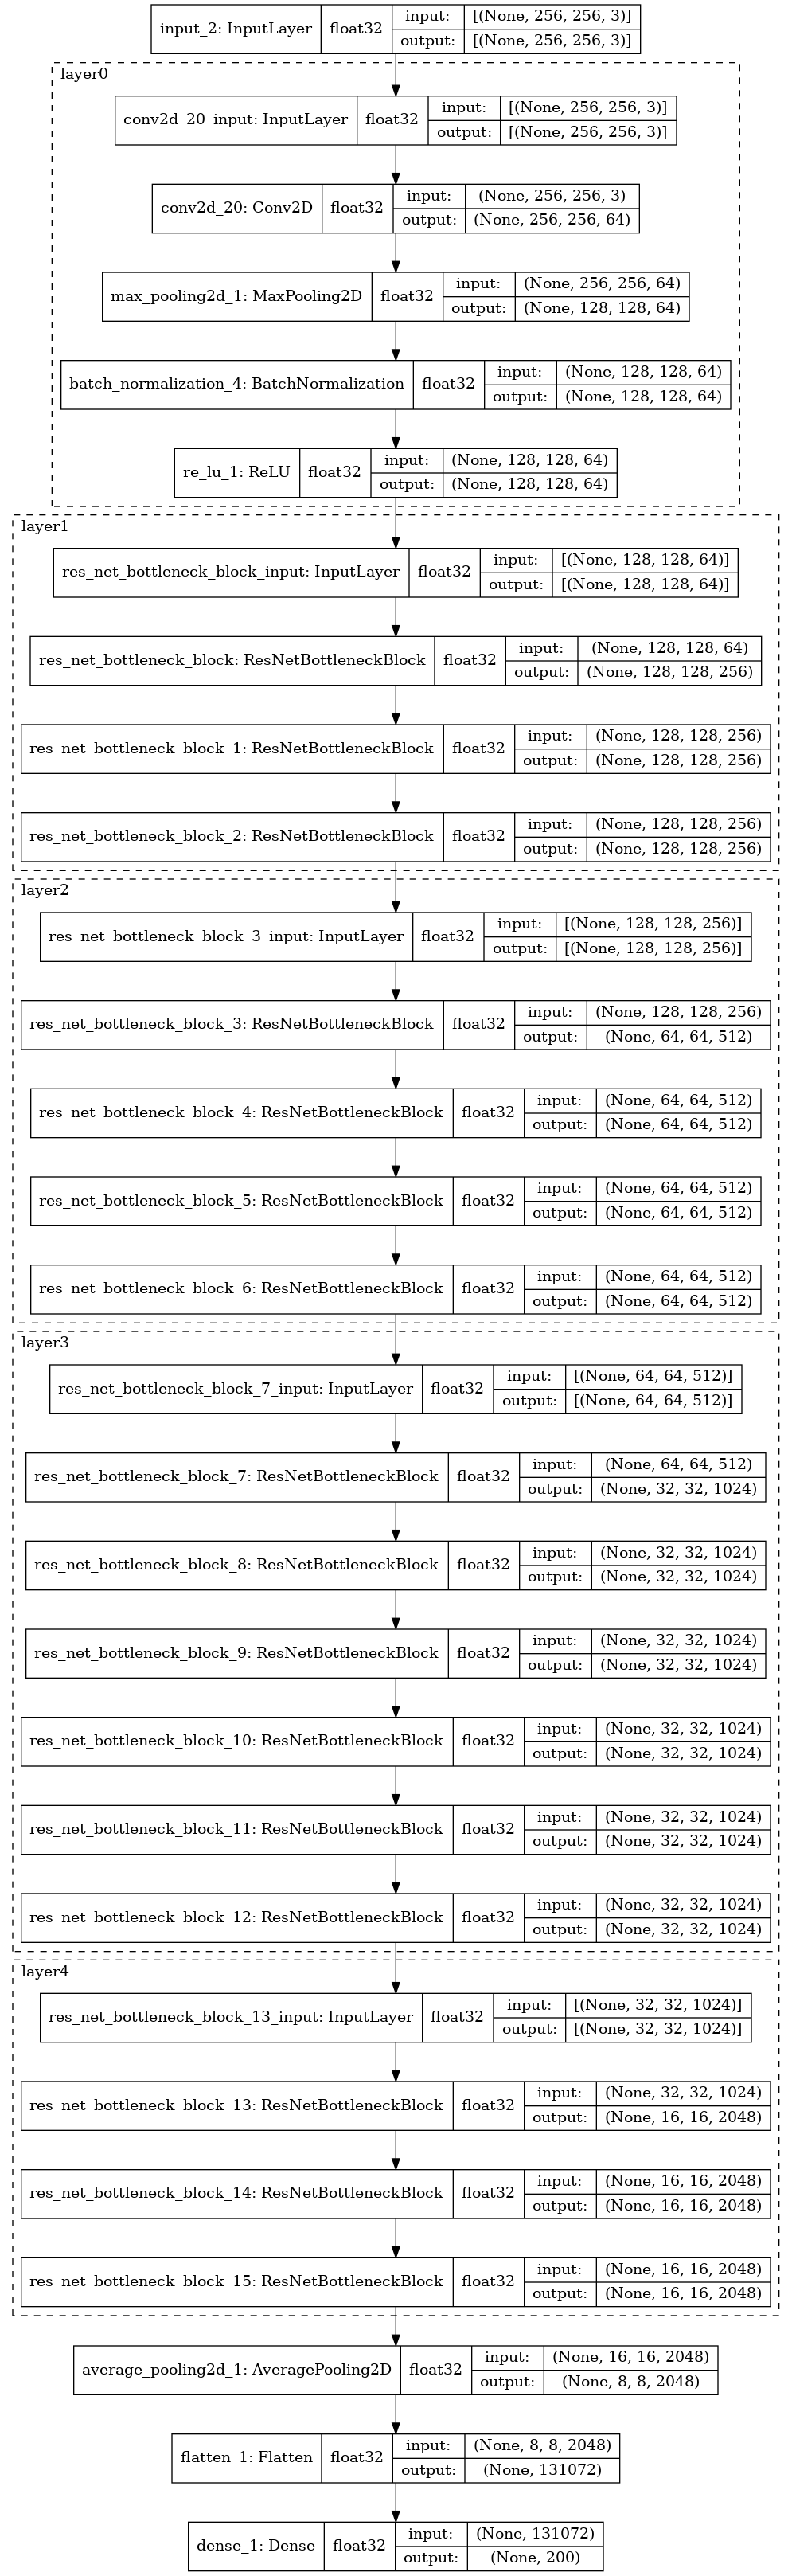 input_2: InputLayer float32 input: [(None, 256, 256, 3)]
output: [(None, 256, 256, 3)]
layer0
conv2d_20_input: InputLayer float32 input: [(None, 256, 256, 3)]
output: [(None, 256, 256, 3)]
conv2d_20: Conv2D float32 input: (None, 256, 256, 3)
output: (None, 256, 256, 64)
max_pooling2d_1: MaxPooling2D float32 input: (None, 256, 256, 64)
output: (None, 128, 128, 64)
batch_normalization_4: BatchNormalization float32 input: (None, 128, 128, 64)
output: (None, 128, 128, 64)
re_lu_1: ReLU float32 input: (None, 128, 128, 64)
output: (None, 128, 128, 64)
layer1
res_net_bottleneck_block_input: InputLayer float32 input: [(None, 128, 128, 64)]
output: [(None, 128, 128, 64)]
res_net_bottleneck_block: ResNetBottleneckBlock float32 input: (None, 128, 128, 64)
output: (None, 128, 128, 256)
res_net_bottleneck_block_1: ResNetBottleneckBlock float32 input: (None, 128, 128, 256)
output: (None, 128, 128, 256)
res_net_bottleneck_block_2: ResNetBottleneckBlock float32 input: (None, 128, 128, 256)
output: (None, 128, 128, 256)
layer2
res_net_bottleneck_block_3_input: InputLayer float32 input: [(None, 128, 128, 256)]
output: [(None, 128, 128, 256)]
res_net_bottleneck_block_3: ResNetBottleneckBlock float32 input: (None, 128, 128, 256)
output: (None, 64, 64, 512)
res_net_bottleneck_block_4: ResNetBottleneckBlock float32 input: (None, 64, 64, 512)
output: (None, 64, 64, 512)
res_net_bottleneck_block_5: ResNetBottleneckBlock float32 input: (None, 64, 64, 512)
output: (None, 64, 64, 512)
res_net_bottleneck_block_6: ResNetBottleneckBlock float32 input: (None, 64, 64, 512)
output: (None, 64, 64, 512)
layer3
res_net_bottleneck_block_7_input: InputLayer float32 input: [(None, 64, 64, 512)]
output: [(None, 64, 64, 512)]
res_net_bottleneck_block_7: ResNetBottleneckBlock float32 input: (None, 64, 64, 512)
output: (None, 32, 32, 1024)
res_net_bottleneck_block_8: ResNetBottleneckBlock float32 input: (None, 32, 32, 1024)
output: (None, 32, 32, 1024)
res_net_bottleneck_block_9: ResNetBottleneckBlock float32 input: (None, 32, 32, 1024)
output: (None, 32, 32, 1024)
res_net_bottleneck_block_10: ResNetBottleneckBlock float32 input: (None, 32, 32, 1024)
output: (None, 32, 32, 1024)
res_net_bottleneck_block_11: ResNetBottleneckBlock float32 input: (None, 32, 32, 1024)
output: (None, 32, 32, 1024)
res_net_bottleneck_block_12: ResNetBottleneckBlock float32 input: (None, 32, 32, 1024)
output: (None, 32, 32, 1024)
layer4
res_net_bottleneck_block_13_input: InputLayer float32 input: [(None, 32, 32, 1024)]
output: [(None, 32, 32, 1024)]
res_net_bottleneck_block_13: ResNetBottleneckBlock float32 input: (None, 32, 32, 1024)
output: (None, 16, 16, 2048)
res_net_bottleneck_block_14: ResNetBottleneckBlock float32 input: (None, 16, 16, 2048)
output: (None, 16, 16, 2048)
res_net_bottleneck_block_15: ResNetBottleneckBlock float32 input: (None, 16, 16, 2048)
output: (None, 16, 16, 2048)
average_pooling2d_1: AveragePooling2D float32 input: (None, 16, 16, 2048)
output: (None, 8, 8, 2048)
flatten_1: Flatten float32 input: (None, 8, 8, 2048)
output: (None, 131072)
dense_1: Dense float32 input: (None, 131072)
output: (None, 200)